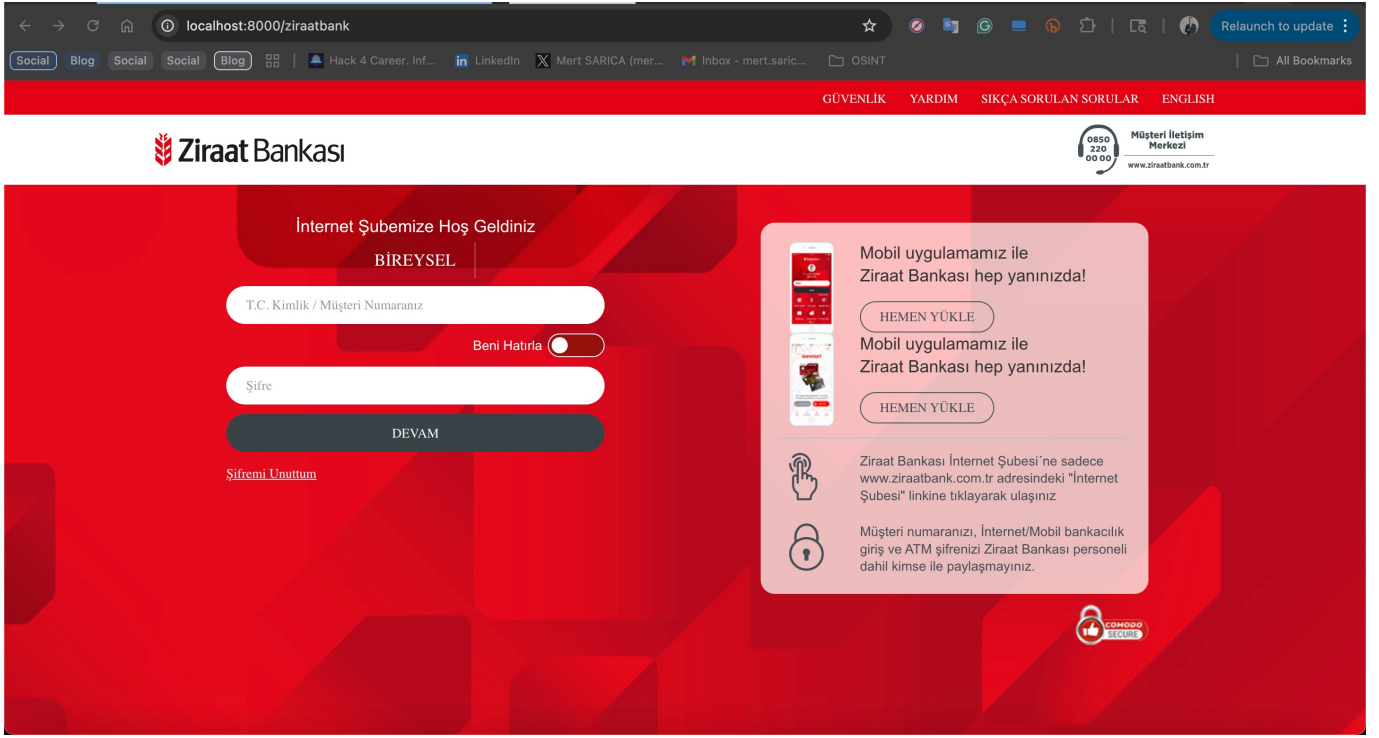 localhost:8000/ziraatbank
Relaunch to update
Social Blog Social Social Blog Hack 4 Career. Inf... LinkedIn Mert SARICA (mer... Inbox - mert.saric... OSINT All Bookmarks
GÜVENLİK YARDIM SIKÇA SORULAN SORULAR ENGLISH
Ziraat Bankası
0850
220
00 00
Müşteri İletişim
Merkezi
www.ziraatbank.com.tr
İnternet Şubemize Hoş Geldiniz
BİREYSEL
T.C. Kimlik / Müşteri Numaranız
Beni Hatırla
Şifre
DEVAM
Şifremi Unuttum
Mobil uygulamamız ile
Ziraat Bankası hep yanınızda!
HEMEN YÜKLE
Mobil uygulamamız ile
Ziraat Bankası hep yanınızda!
HEMEN YÜKLE
Ziraat Bankası İnternet Şubesi´ne sadece
www.ziraatbank.com.tr adresindeki "İnternet
Şubesi" linkine tıklayarak ulaşınız
Müşteri numaranızı, İnternet/Mobil bankacılık
giriş ve ATM şifrenizi Ziraat Bankası personeli
dahil kimse ile paylaşmayınız.
COMODO
SECURE